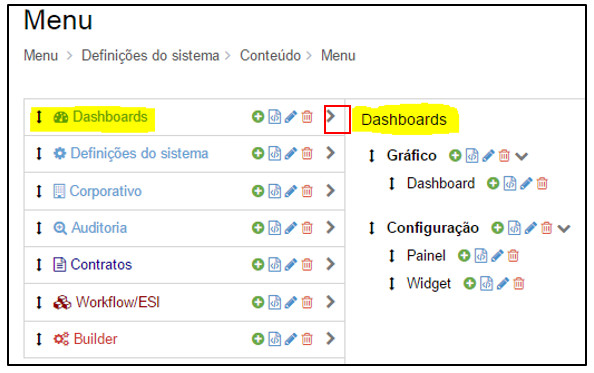 Menu
Menu > Definições do sistema > Conteúdo > Menu
Dashboards
Definições do sistema
Corporativo
Auditoria
Contratos
Workflow/ESI
Builder
Dashboards
Gráfico
Dashboard
Configuração
Painel
Widget